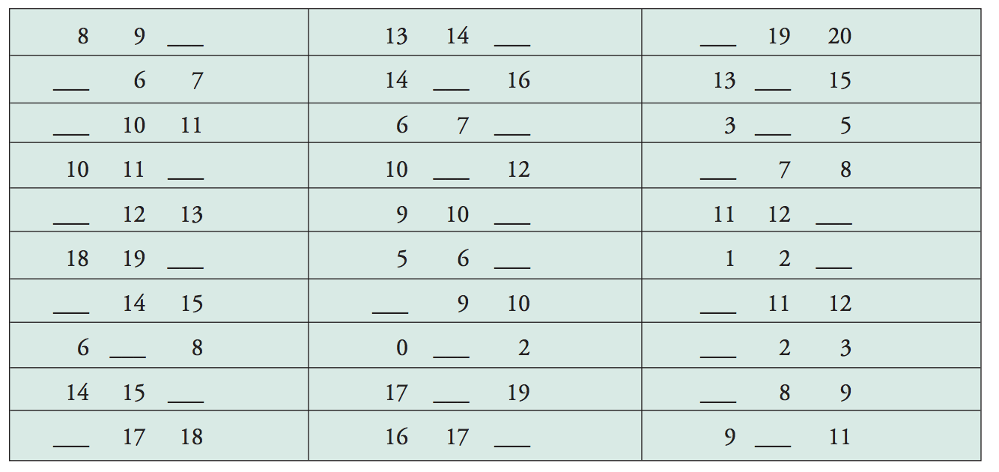 8 9 ___ 13 14 ___ ___ 19 20
___ 6 7 14 ___ 16 13 ___ 15
___ 10 11 6 7 ___ 3 ___ 5
10 11 ___ 10 ___ 12 ___ 7 8
___ 12 13 9 10 ___ 11 12 ___
18 19 ___ 5 6 ___ 1 2 ___
___ 14 15 ___ 9 10 ___ 11 12
6 ___ 8 0 ___ 2 ___ 2 3
14 15 ___ 17 ___ 19 ___ 8 9
___ 17 18 16 17 ___ 9 ___ 11